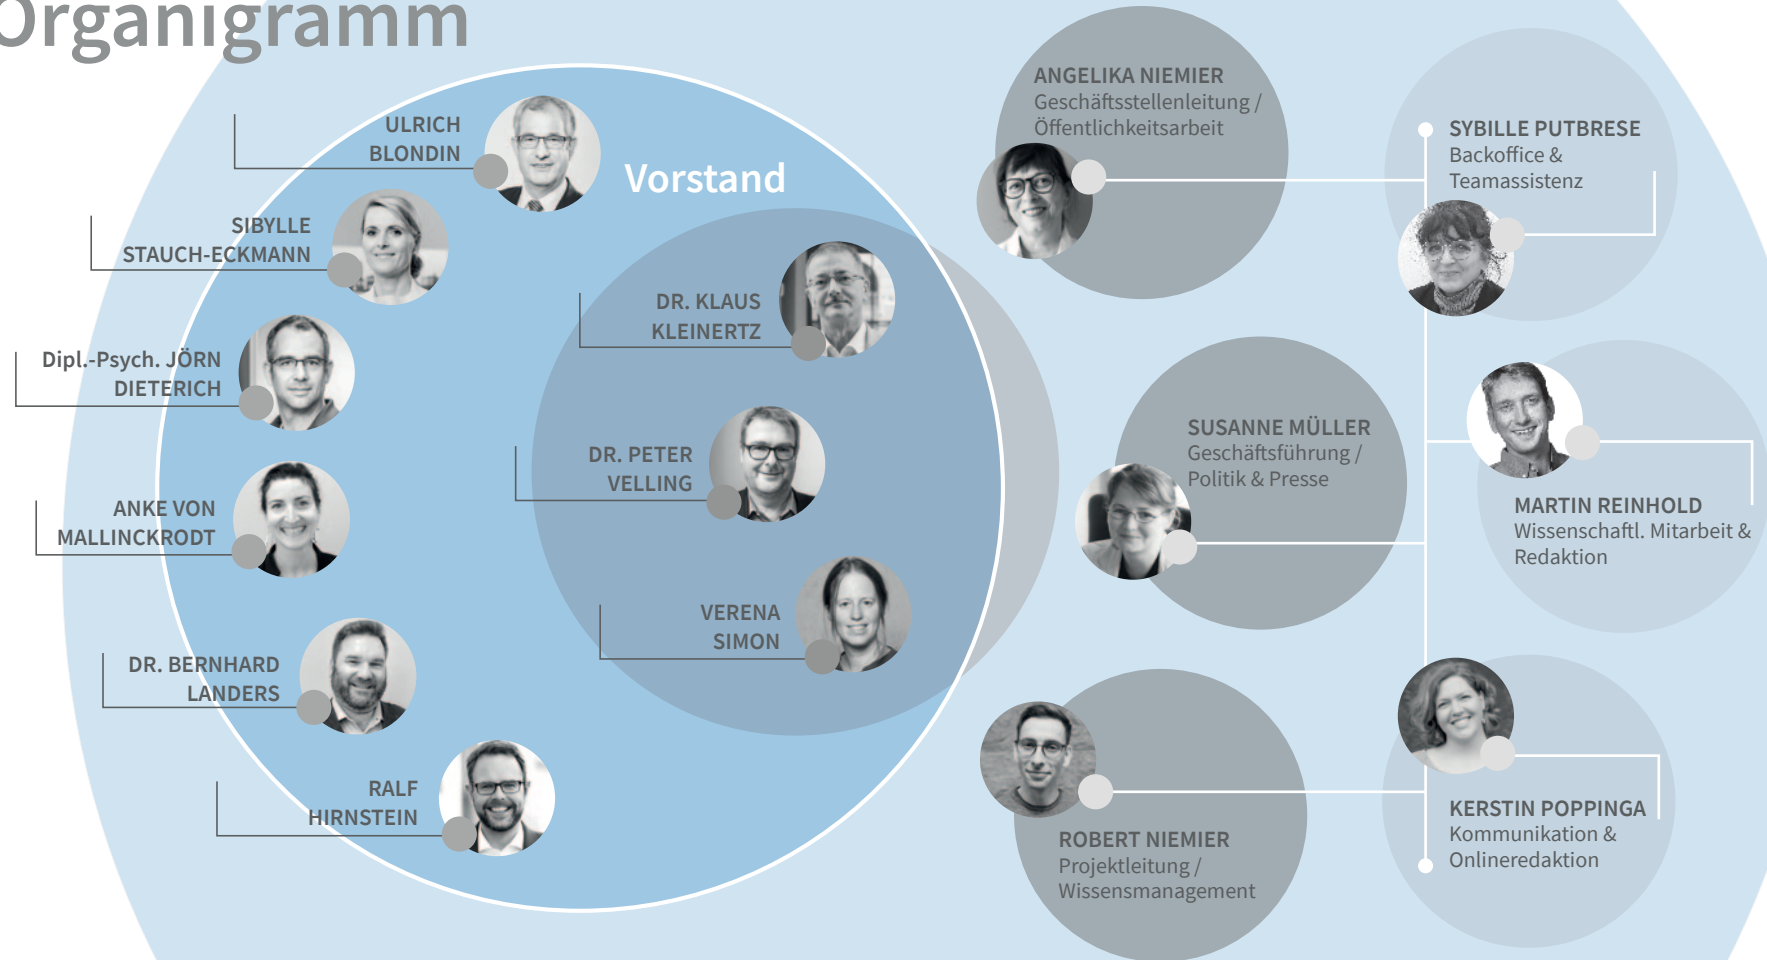 Organigramm
ULRICH
BLONDIN
Vorstand
SIBYLLE
STAUCH-ECKMANN
DR. KLAUS
KLEINERTZ
Dipl.-Psych. JÖRN
DIETERICH
DR. PETER
VELLING
ANKE VON
MALLINCKRODT
VERENA
SIMON
DR. BERNHARD
LANDERS
RALF
HIRNSTEIN
ANGELIKA NIEMIER
Geschäftsstellenleitung /
Öffentlichkeitsarbeit
SYBILLE PUTBRESE
Backoffice &
Teamassistenz
SUSANNE MÜLLER
Geschäftsführung /
Politik & Presse
MARTIN REINHOLD
Wissenschaftl. Mitarbeit &
Redaktion
ROBERT NIEMIER
Projektleitung /
Wissensmanagement
KERSTIN POPPINGA
Kommunikation &
Onlineredaktion